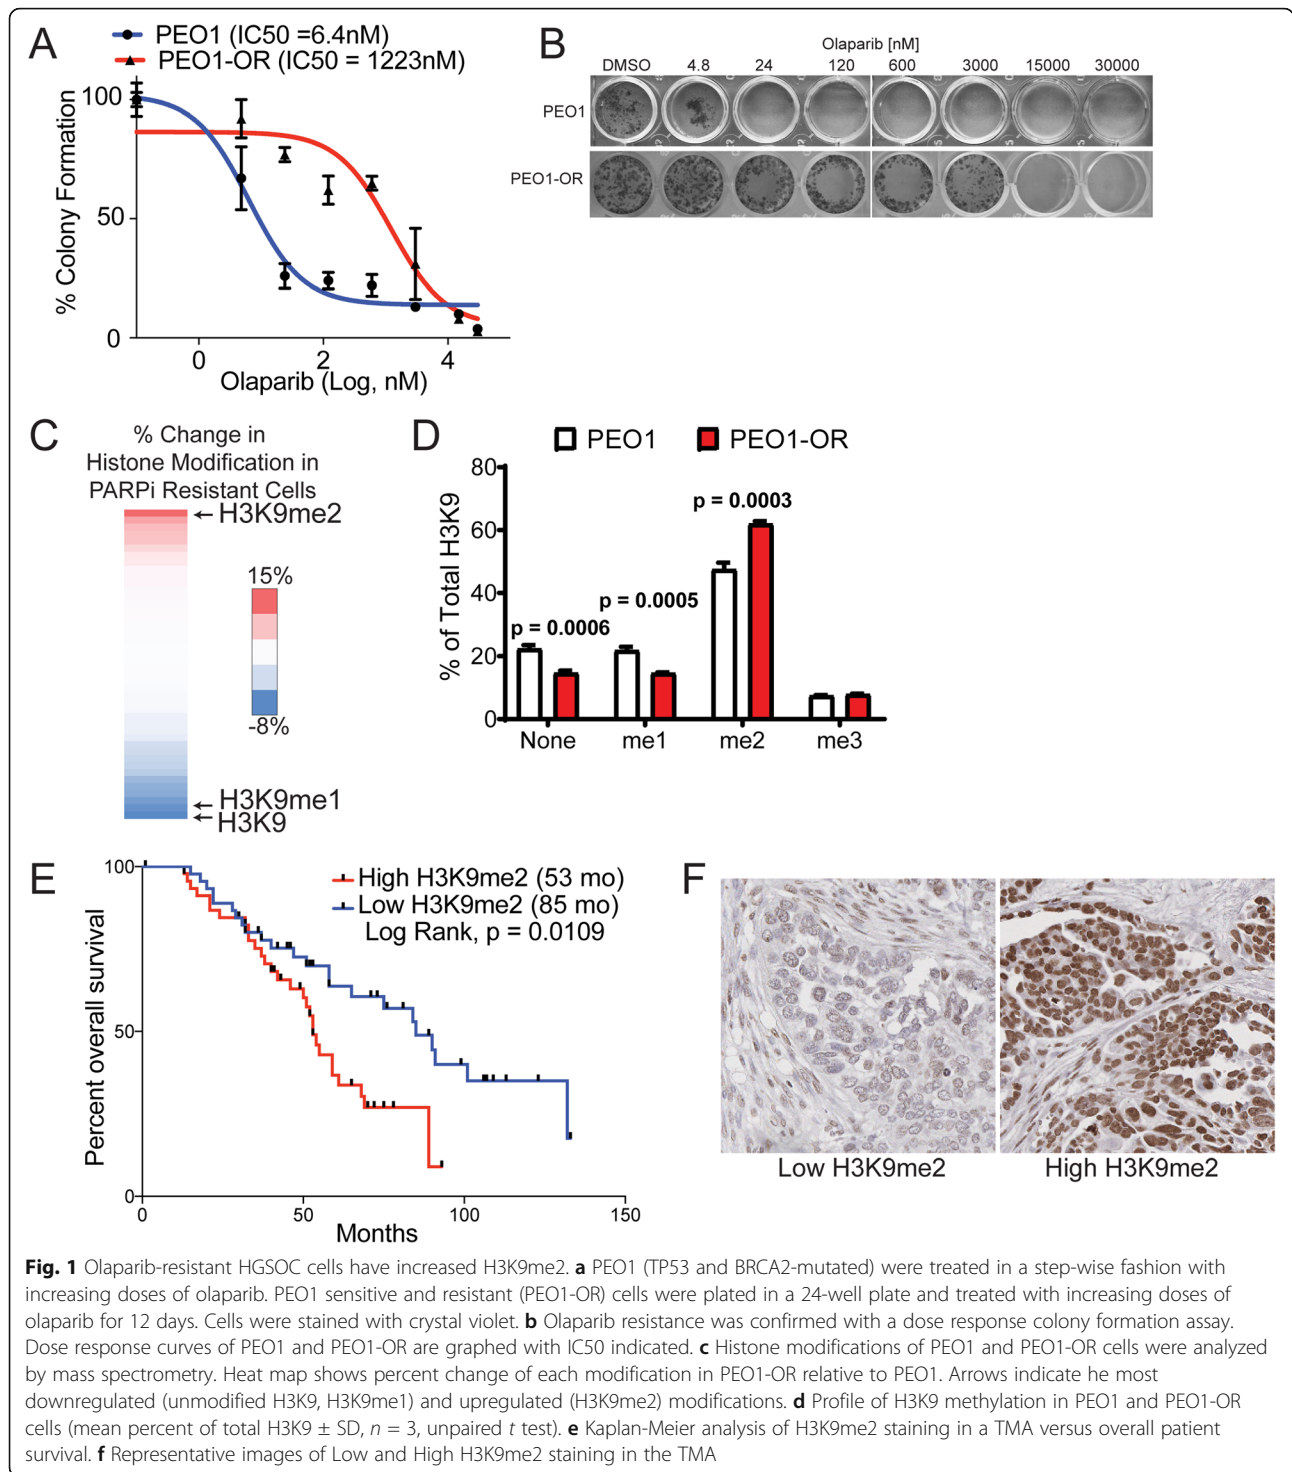 A
PEO1 (IC50 =6.4nM)
PEO1-OR (IC50 = 1223nM)
% Colony Formation
100
50
0
0 2 4
Olaparib (Log, nM)
B
Olaparib [nM]
DMSO 4.8 24 120 600 3000 15000 30000
PEO1
PEO1-OR
C
% Change in
Histone Modification in
PARPi Resistant Cells
H3K9me2
15%
-8%
H3K9me1
H3K9
D
PEO1 PEO1-OR
% of Total H3K9
80
60
40
20
0
p = 0.0006
p = 0.0005
p = 0.0003
None me1 me2 me3
E
High H3K9me2 (53 mo)
Low H3K9me2 (85 mo)
Log Rank, p = 0.0109
Percent overall survival
100
50
0
0 50 100 150
Months
F
Low H3K9me2 High H3K9me2
Fig. 1 Olaparib-resistant HGSOC cells have increased H3K9me2. a PEO1 (TP53 and BRCA2-mutated) were treated in a step-wise fashion with
increasing doses of olaparib. PEO1 sensitive and resistant (PEO1-OR) cells were plated in a 24-well plate and treated with increasing doses of
olaparib for 12 days. Cells were stained with crystal violet. b Olaparib resistance was confirmed with a dose response colony formation assay.
Dose response curves of PEO1 and PEO1-OR are graphed with IC50 indicated. c Histone modifications of PEO1 and PEO1-OR cells were analyzed
by mass spectrometry. Heat map shows percent change of each modification in PEO1-OR relative to PEO1. Arrows indicate he most
downregulated (unmodified H3K9, H3K9me1) and upregulated (H3K9me2) modifications. d Profile of H3K9 methylation in PEO1 and PEO1-OR
cells (mean percent of total H3K9 ± SD, n = 3, unpaired t test). e Kaplan-Meier analysis of H3K9me2 staining in a TMA versus overall patient
survival. f Representative images of Low and High H3K9me2 staining in the TMA